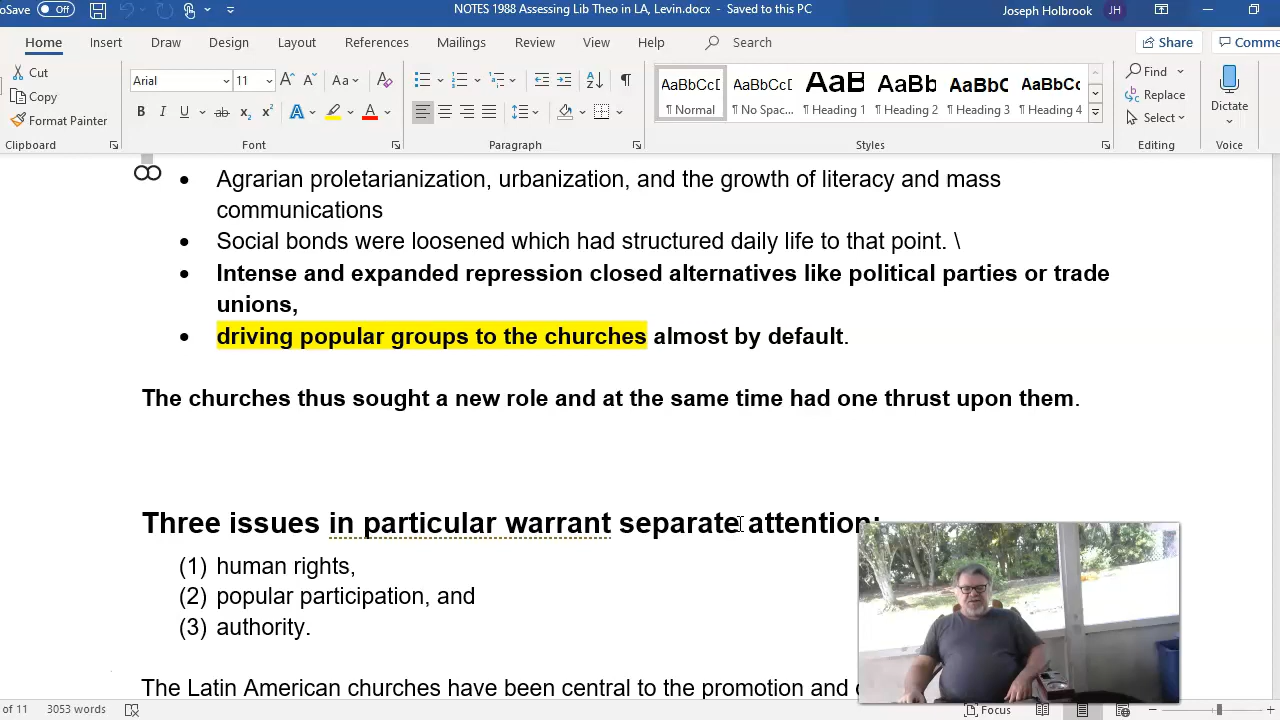 oSave Off NOTES 1988 Assessing Lib Theo in LA, Levin.docx - Saved to this PC Joseph Holbrook JH
Home Insert Draw Design Layout References Mailings Review View Help Search Share Comme
Cut
Copy
Format Painter
Arial 11
AaBbCcD AaBbCcD AaB AaBb AaBbC AaBbCc
¶ Normal ¶ No Spac... ¶ Heading 1 ¶ Heading 2 ¶ Heading 3 ¶ Heading 4
Find
Replace
Select
Dictate
Clipboard Font Paragraph Styles Editing Voice
• Agrarian proletarianization, urbanization, and the growth of literacy and mass
communications
• Social bonds were loosened which had structured daily life to that point. \
• Intense and expanded repression closed alternatives like political parties or trade
unions,
• driving popular groups to the churches almost by default.
The churches thus sought a new role and at the same time had one thrust upon them.
Three issues in particular warrant separate attention:
(1) human rights,
(2) popular participation, and
(3) authority.
The Latin American churches have been central to the promotion and
of 11 3053 words Focus